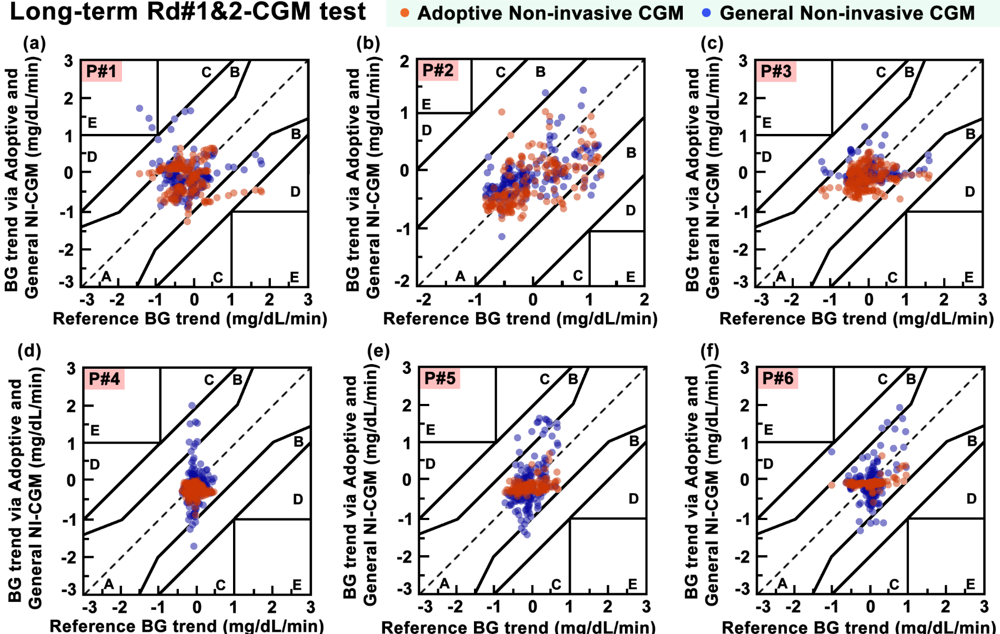 Long-term Rd#1&2-CGM test
Adoptive Non-invasive CGM
General Non-invasive CGM
(a)
BG trend via Adoptive and
General NI-CGM (mg/dL/min)
P#1
C
B
E
D
B
D
A
C
E
3
2
1
0
-1
-2
-3
-3 -2 -1 0 1 2 3
Reference BG trend (mg/dL/min)
(b)
BG trend via Adoptive and
General NI-CGM (mg/dL/min)
P#2
C
B
E
D
B
D
A
C
E
2
1
0
-1
-2
-2 -1 0 1 2
Reference BG trend (mg/dL/min)
(c)
BG trend via Adoptive and
General NI-CGM (mg/dL/min)
P#3
C
B
E
D
B
D
A
C
E
3
2
1
0
-1
-2
-3
-3 -2 -1 0 1 2 3
Reference BG trend (mg/dL/min)
(d)
BG trend via Adoptive and
General NI-CGM (mg/dL/min)
P#4
C
B
E
D
B
D
A
C
E
3
2
1
0
-1
-2
-3
-3 -2 -1 0 1 2 3
Reference BG trend (mg/dL/min)
(e)
BG trend via Adoptive and
General NI-CGM (mg/dL/min)
P#5
C
B
E
D
B
D
A
C
E
3
2
1
0
-1
-2
-3
-3 -2 -1 0 1 2 3
Reference BG trend (mg/dL/min)
(f)
BG trend via Adoptive and
General NI-CGM (mg/dL/min)
P#6
C
B
E
D
B
D
A
C
E
3
2
1
0
-1
-2
-3
-3 -2 -1 0 1 2 3
Reference BG trend (mg/dL/min)